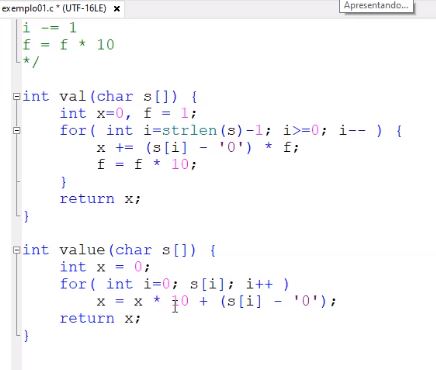 exemplo01.c * (UTF-16LE) ×
Apresentando...
i -= 1
f = f * 10
*/
int val(char s[]) {
    int x=0, f = 1;
    for( int i=strlen(s)-1; i>=0; i-- ) {
        x += (s[i] - '0') * f;
        f = f * 10;
    }
    return x;
}
int value(char s[]) {
    int x = 0;
    for( int i=0; s[i]; i++ )
        x = x * 10 + (s[i] - '0');
    return x;
}